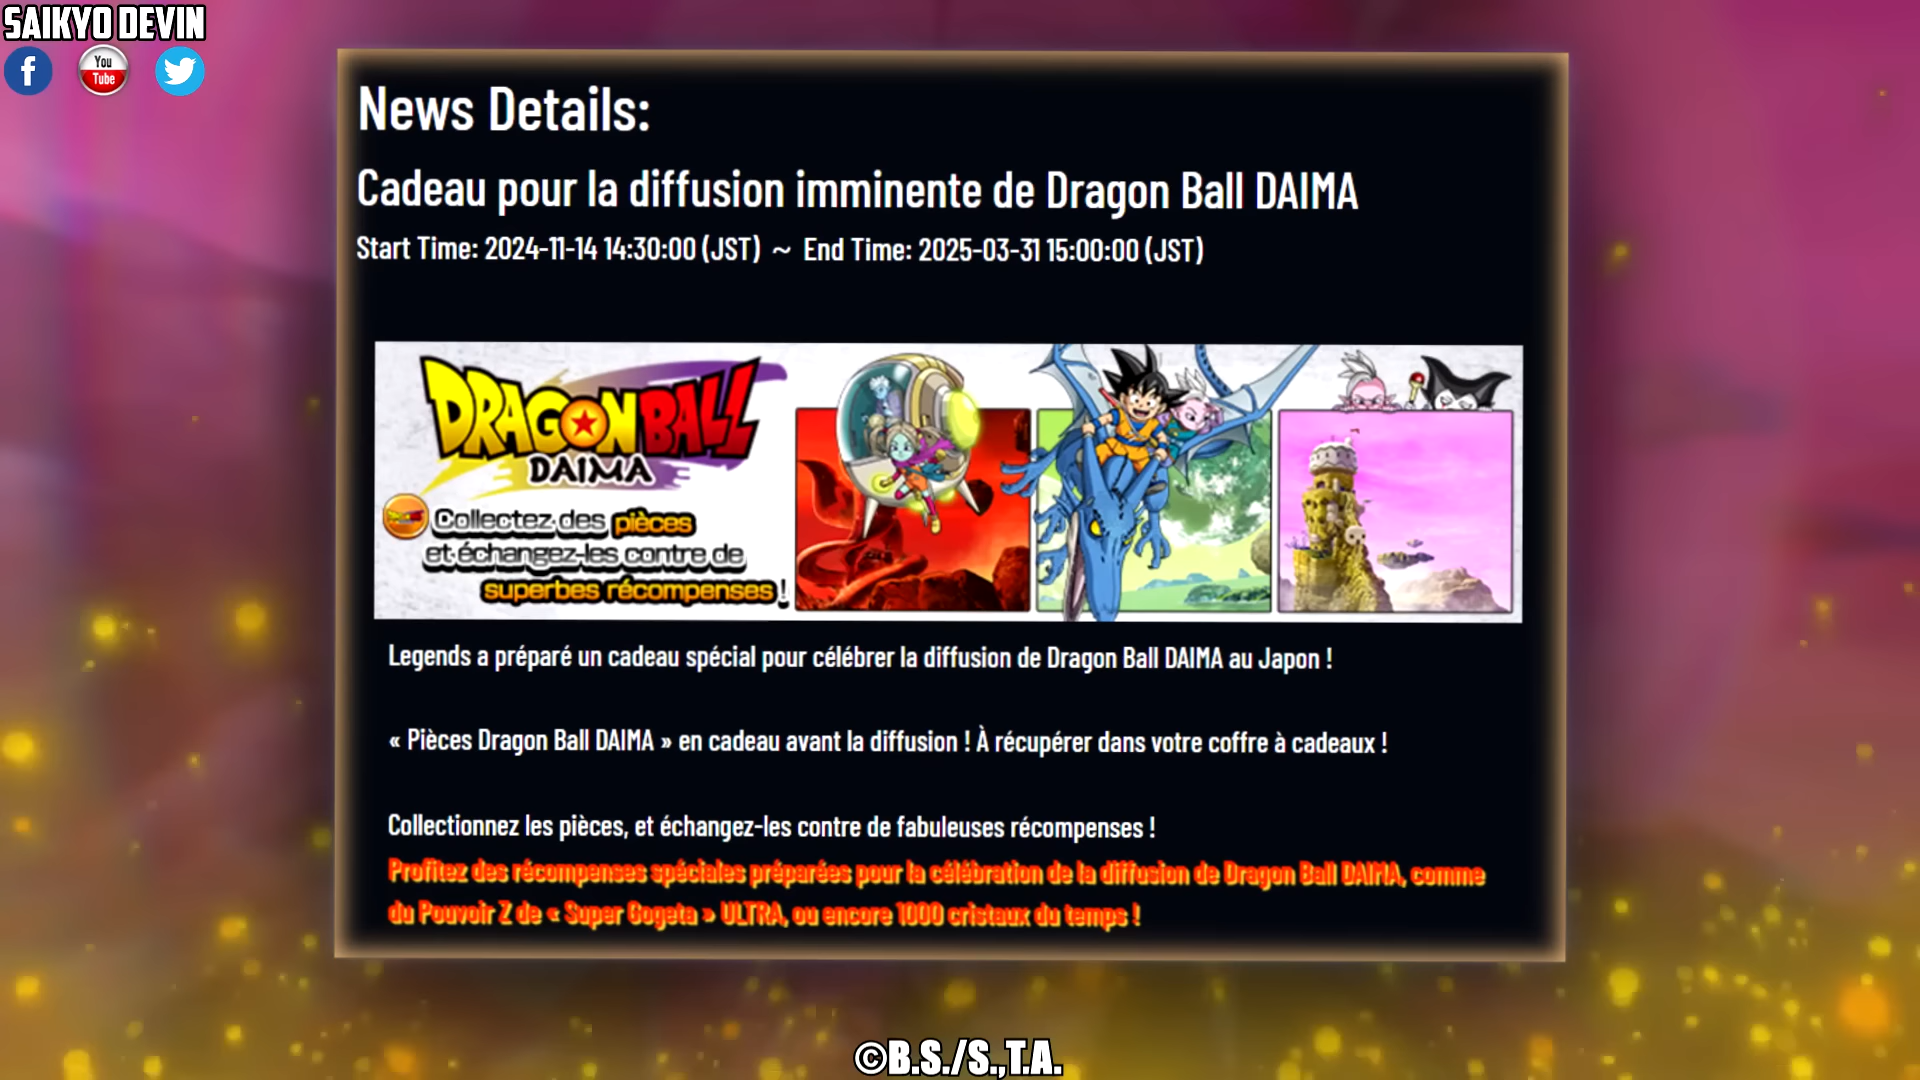 SAIKYO DEVIN
You
Tube
News Details:
Cadeau pour la diffusion imminente de Dragon Ball DAIMA
Start Time: 2024-11-14 14:30:00 (JST) ~ End Time: 2025-03-31 15:00:00 (JST)
DRAGON BALL
DAIMA
Collectez des pièces
et échangez-les contre de
superbes récompenses !
Legends a préparé un cadeau spécial pour célébrer la diffusion de Dragon Ball DAIMA au Japon !
« Pièces Dragon Ball DAIMA » en cadeau avant la diffusion ! À récupérer dans votre coffre à cadeaux !
Collectionnez les pièces, et échangez-les contre de fabuleuses récompenses !
Profitez des récompenses spéciales préparées pour la célébration de la diffusion de Dragon Ball DAIMA, comme
du Pouvoir Z de « Super Gogeta » ULTRA, ou encore 1000 cristaux du temps !
©B.S./S.,T.A.